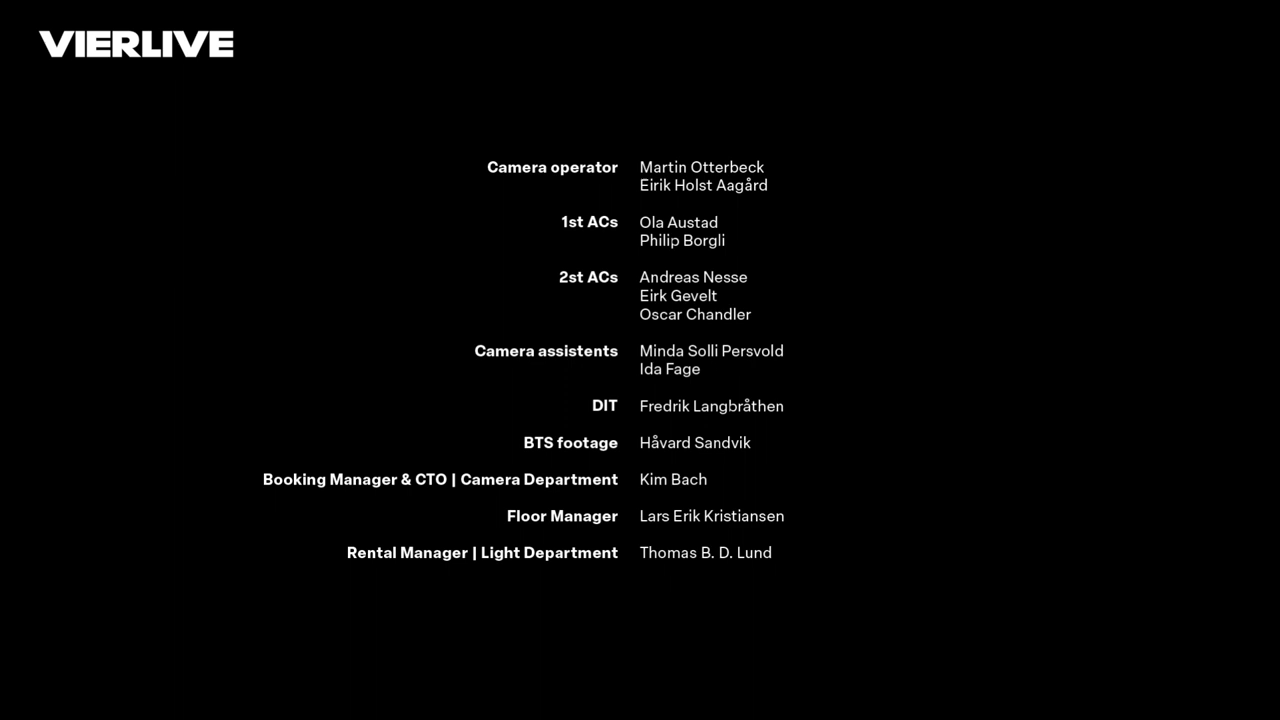 VIERLIVE
Camera operator Martin Otterbeck
Eirik Holst Aagård
1st ACs Ola Austad
Philip Borgli
2st ACs Andreas Nesse
Eirk Gevelt
Oscar Chandler
Camera assistents Minda Solli Persvold
Ida Fage
DIT Fredrik Langbråthen
BTS footage Håvard Sandvik
Booking Manager & CTO | Camera Department Kim Bach
Floor Manager Lars Erik Kristiansen
Rental Manager | Light Department Thomas B. D. Lund